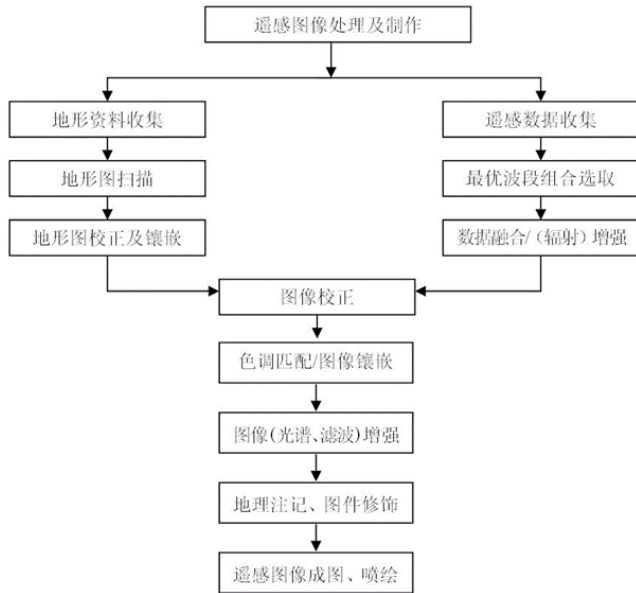 遥感图像处理及制作
地形资料收集
遥感数据收集
地形图扫描
最优波段组合选取
地形图校正及镶嵌
数据融合/（辐射）增强
图像校正
色调匹配/图像镶嵌
图像(光谱、滤波)增强
地理注记、图件修饰
遥感图像成图、喷绘